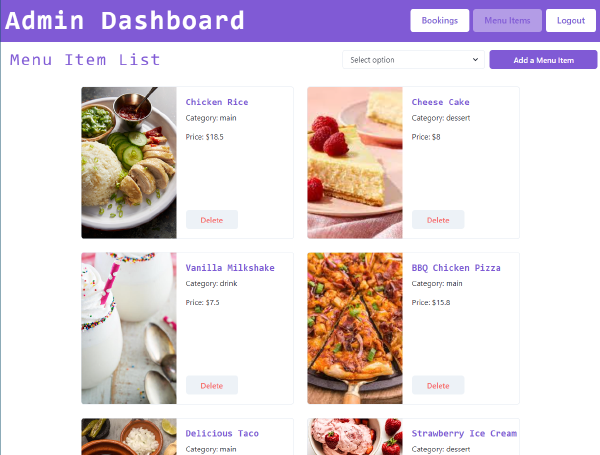 Admin Dashboard
Bookings
Menu Items
Logout
Menu Item List
Select option
Add a Menu Item
Chicken Rice
Category: main
Price: $18.5
Delete
Cheese Cake
Category: dessert
Price: $8
Delete
Vanilla Milkshake
Category: drink
Price: $7.5
Delete
BBQ Chicken Pizza
Category: main
Price: $15.8
Delete
Delicious Taco
Category: main
Strawberry Ice Cream
Category: dessert